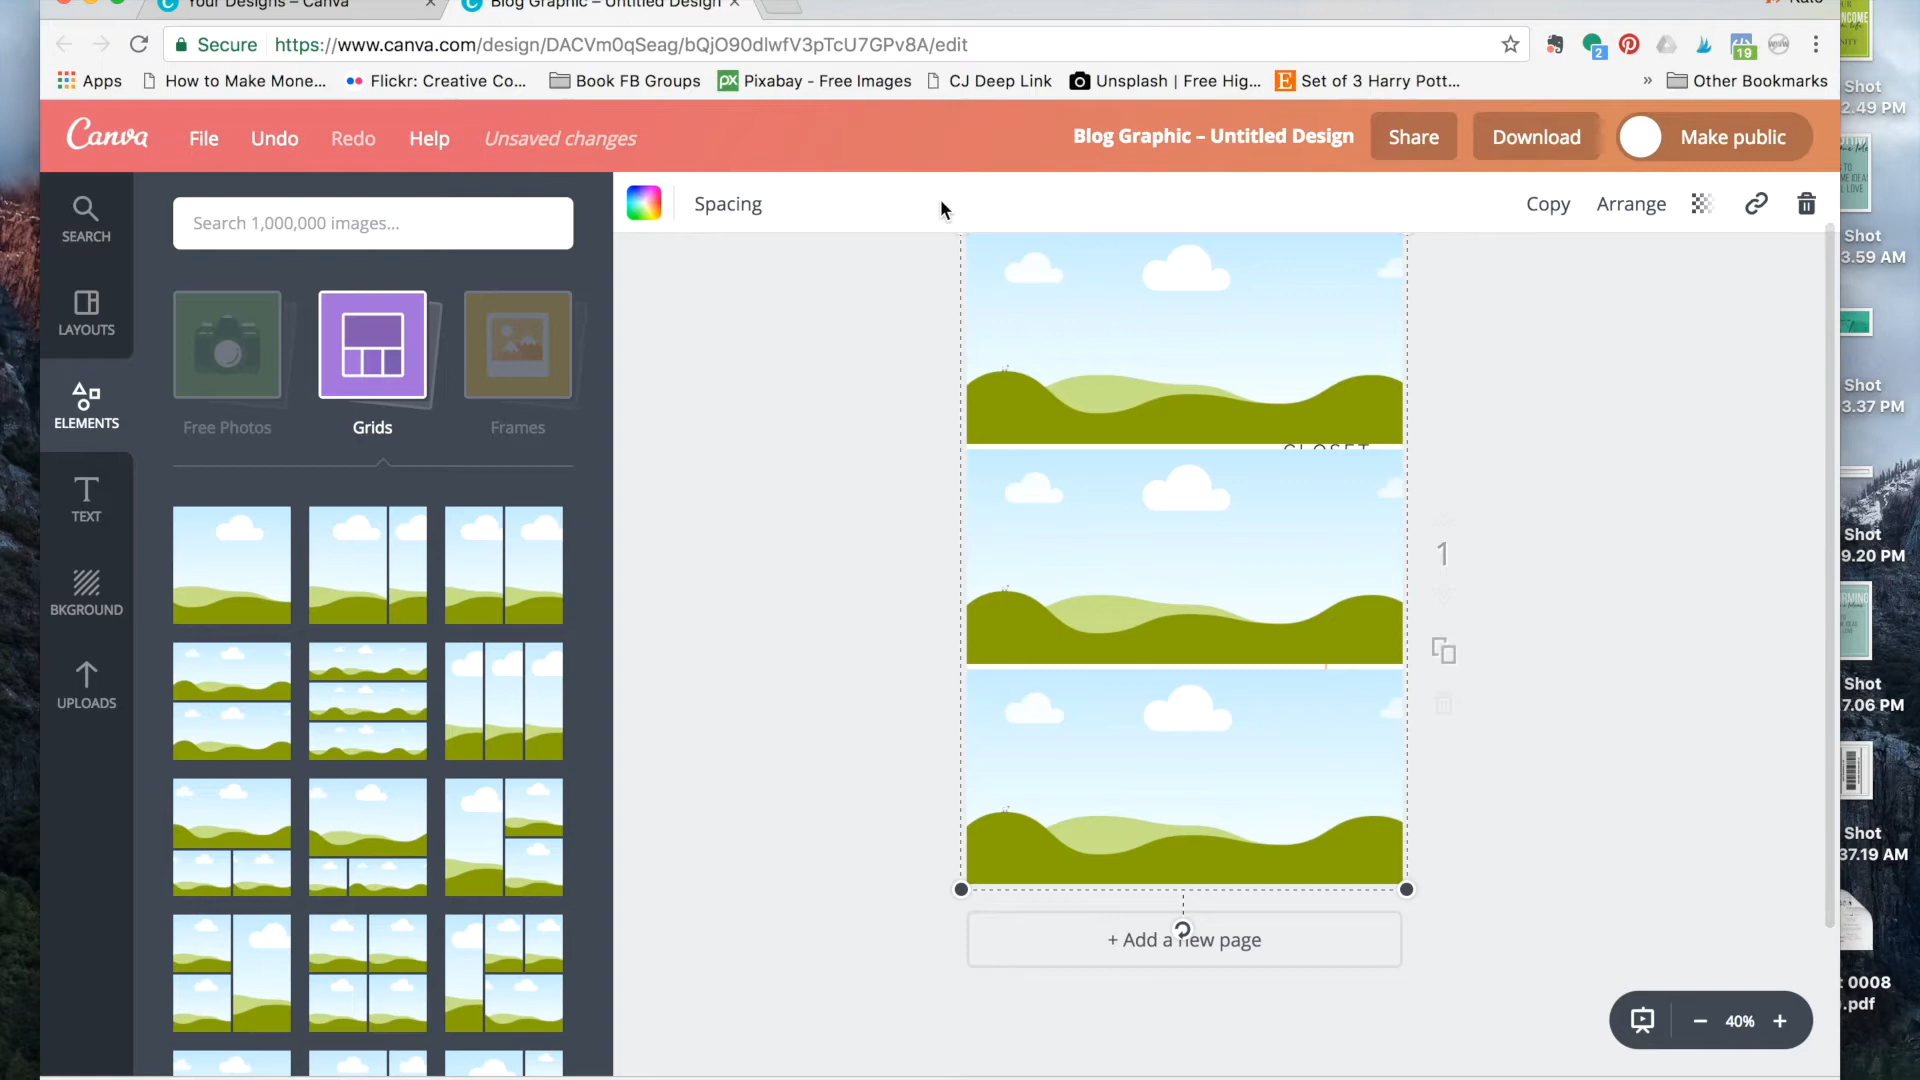 Your Designs – Canva
Blog Graphic – Untitled Design
Secure https://www.canva.com/design/DACVm0qSeag/bQjO90dlwfV3pTcU7GPv8A/edit
2
19
Apps
How to Make Mone...
Flickr: Creative Co...
Book FB Groups
px Pixabay - Free Images
CJ Deep Link
Unsplash | Free Hig...
E Set of 3 Harry Pott...
» Other Bookmarks
Canva
File
Undo
Redo
Help
Unsaved changes
Blog Graphic – Untitled Design
Share
Download
Make public
SEARCH
LAYOUTS
ELEMENTS
TEXT
BKGROUND
UPLOADS
Search 1,000,000 images...
Free Photos
Grids
Frames
Spacing
Copy
Arrange
CLOSET
1
+ Add a new page
40%
Shot
2.49 PM
Shot
3.59 AM
Shot
3.37 PM
Shot
9.20 PM
Shot
7.06 PM
Shot
37.19 AM
0008
.pdf